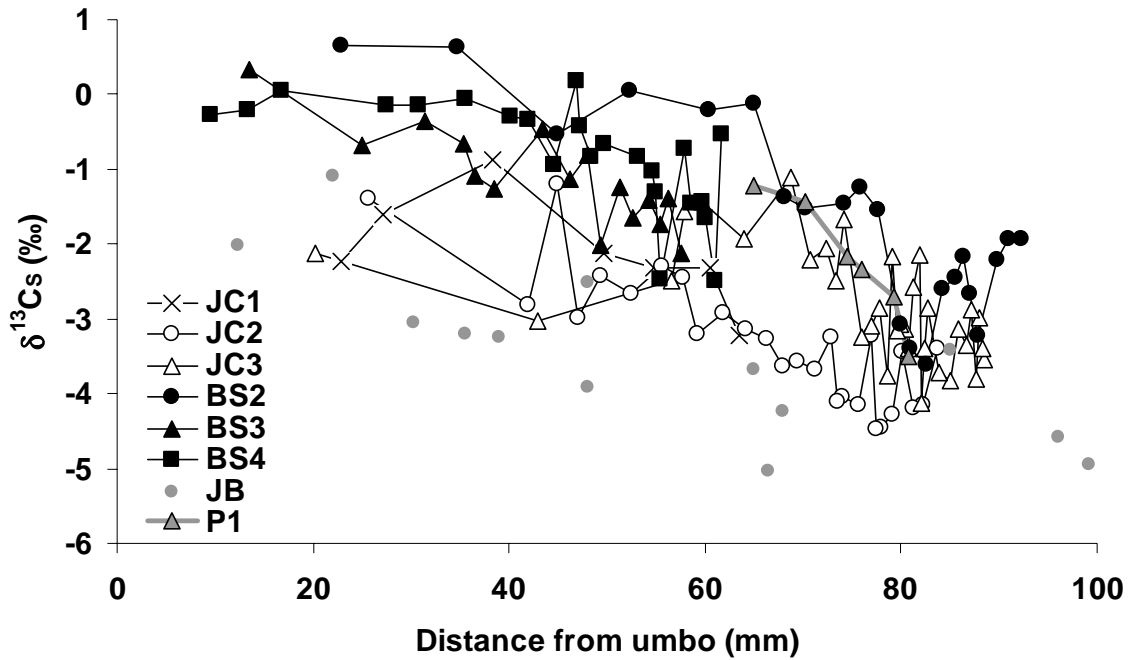 1
0
-1
-2
-3
-4
-5
-6
δ¹³Cs (‰)
JC1
JC2
JC3
BS2
BS3
BS4
JB
P1
0 20 40 60 80 100
Distance from umbo (mm)